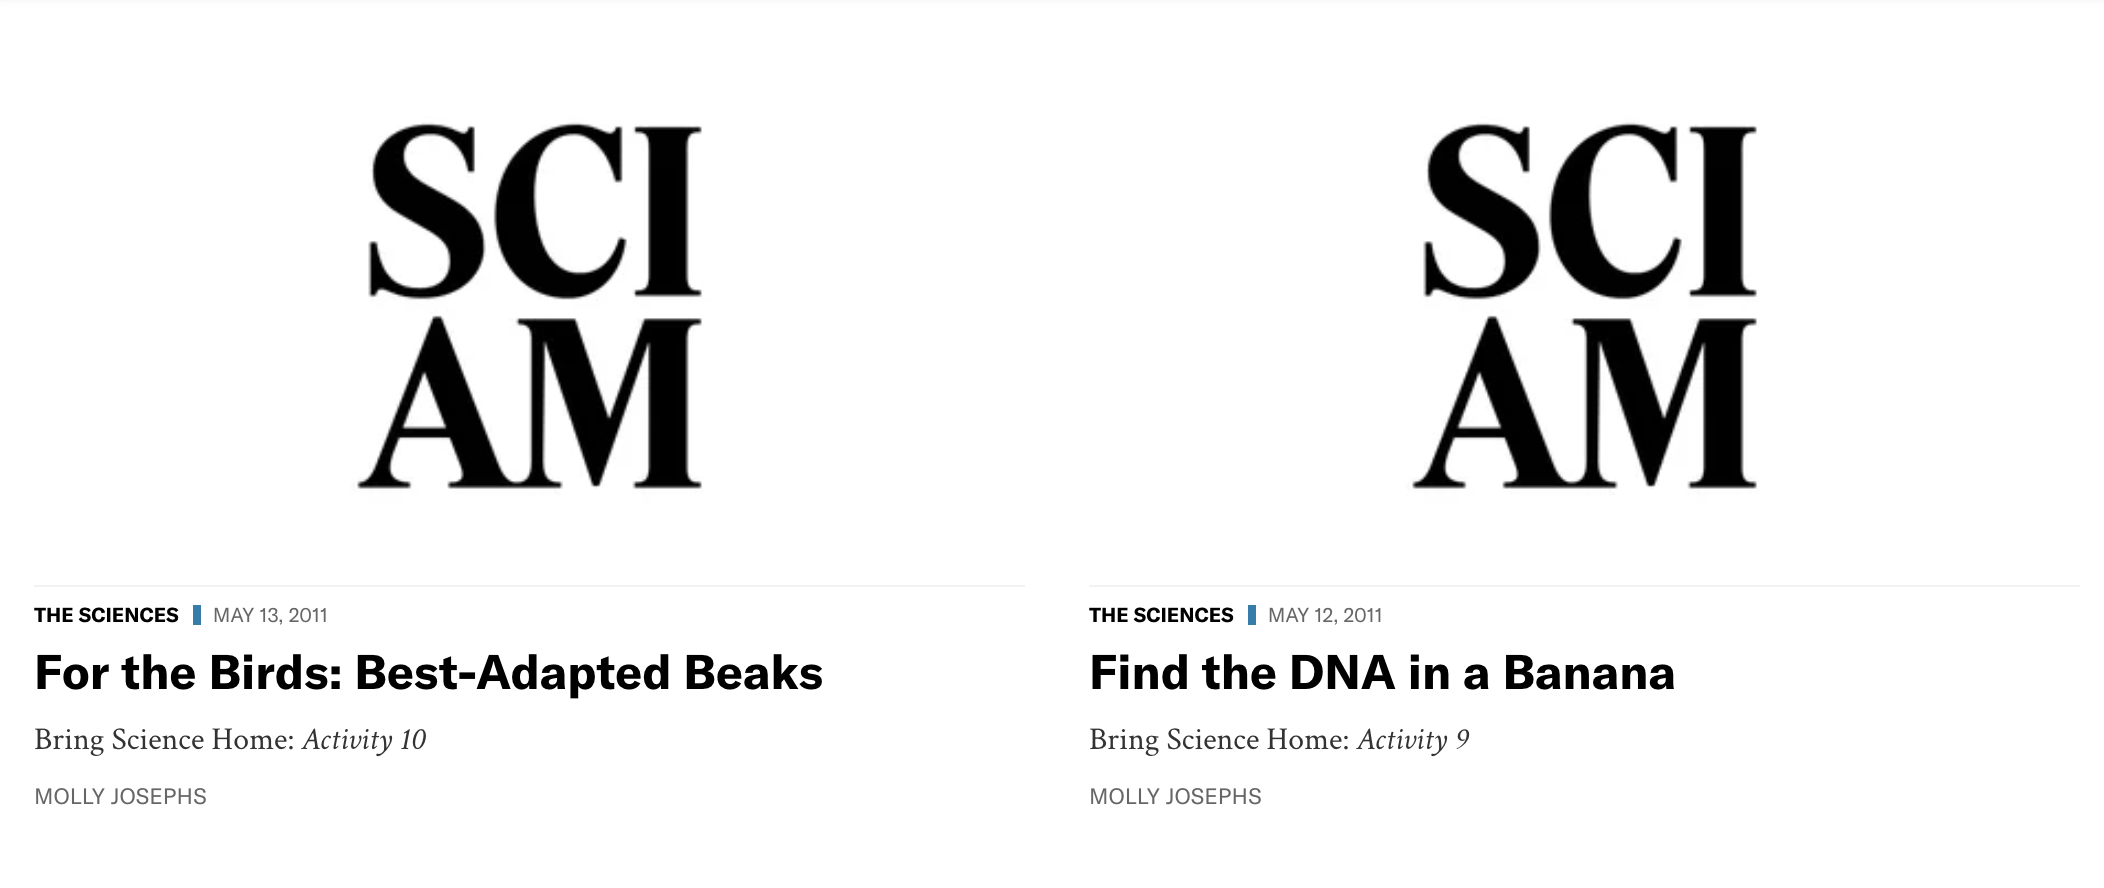 SCI
AM
THE SCIENCES MAY 13, 2011
For the Birds: Best-Adapted Beaks
Bring Science Home: Activity 10
MOLLY JOSEPHS
SCI
AM
THE SCIENCES MAY 12, 2011
Find the DNA in a Banana
Bring Science Home: Activity 9
MOLLY JOSEPHS